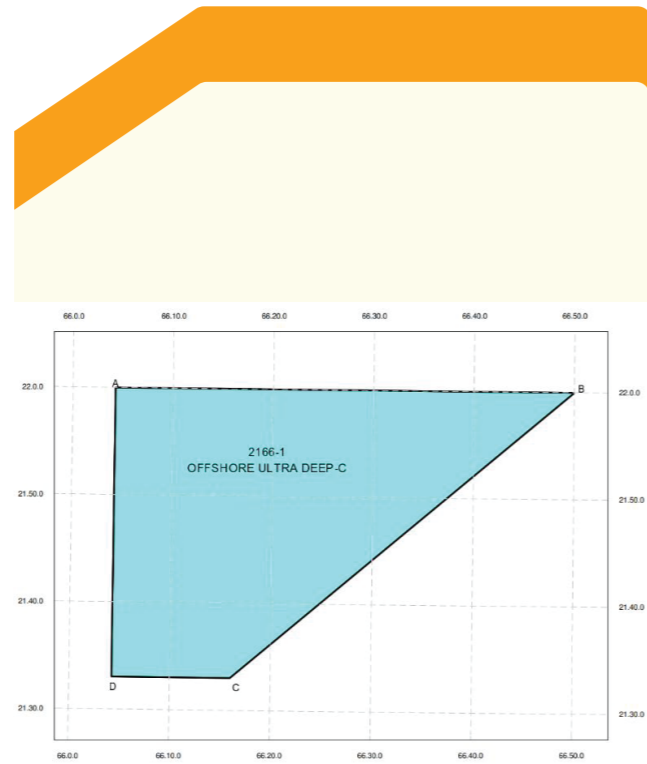 66.0.0 66.10.0 66.20.0 66.30.0 66.40.0 66.50.0
A
22.0.0 B 22.0.0
2166-1
OFFSHORE ULTRA DEEP-C
21.50.0 21.50.0
21.40.0 21.40.0
D C
21.30.0 21.30.0
66.0.0 66.10.0 66.20.0 66.30.0 66.40.0 66.50.0